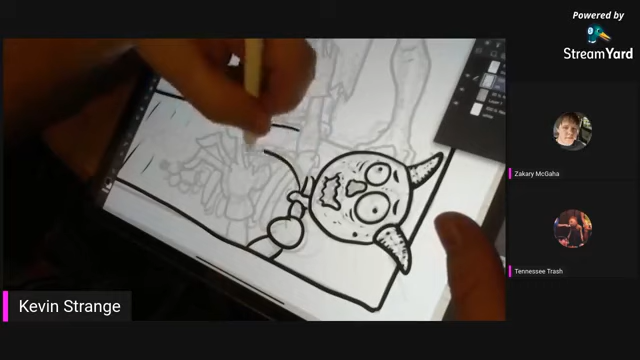 Powered by
StreamYard
Zakary McGaha
Tennessee Trash
Kevin Strange